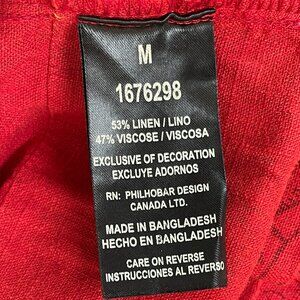 M
1676298
53% LINEN / LINO
47% VISCOSE / VISCOSA
EXCLUSIVE OF DECORATION
EXCLUYE ADORNOS
RN: PHILHOBAR DESIGN
CANADA LTD.
MADE IN BANGLADESH
HECHO EN BANGLADESH
CARE ON REVERSE
INSTRUCCIONES AL REVERSO